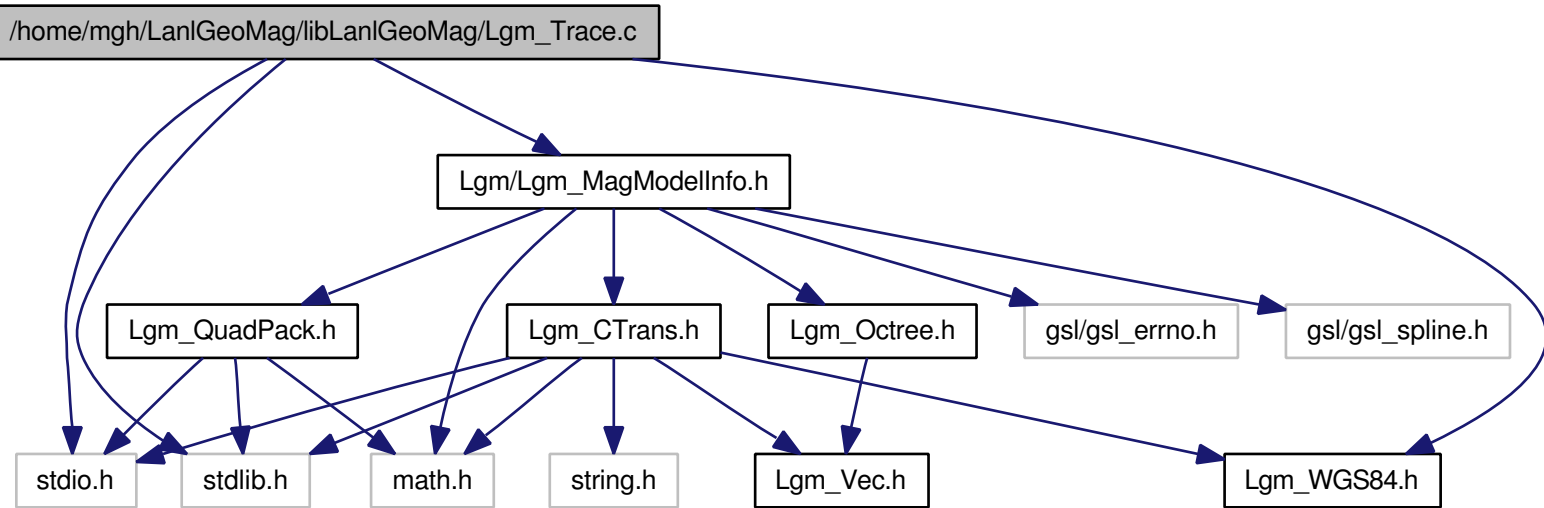 /home/mgh/LanlGeoMag/libLanlGeoMag/Lgm_Trace.c
Lgm/Lgm_MagModelInfo.h
Lgm_QuadPack.h
Lgm_CTrans.h
Lgm_Octree.h
gsl/gsl_errno.h
gsl/gsl_spline.h
stdio.h
stdlib.h
math.h
string.h
Lgm_Vec.h
Lgm_WGS84.h